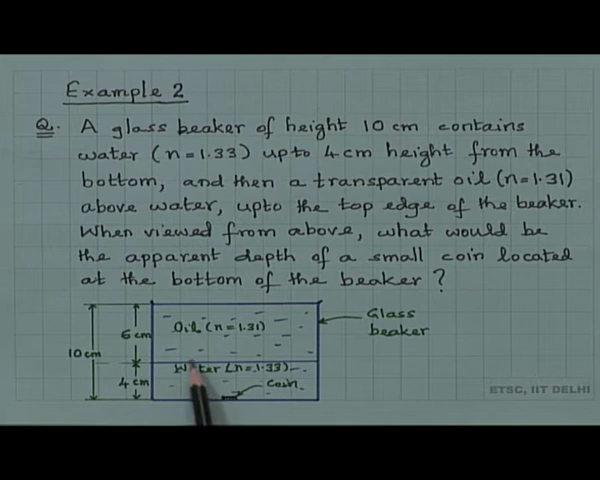 Example 2
Q. A glass beaker of height 10 cm contains
water (n = 1.33) upto 4 cm height from the
bottom, and then a transparent oil (n = 1.31)
above water, upto the top edge of the beaker.
When viewed from above, what would be
the apparent depth of a small coin located
at the bottom of the beaker ?
Oil (n = 1.31)
Glass
beaker
6 cm
10 cm
Water (n = 1.33)
4 cm
Coin
ETSC, IIT DELHI